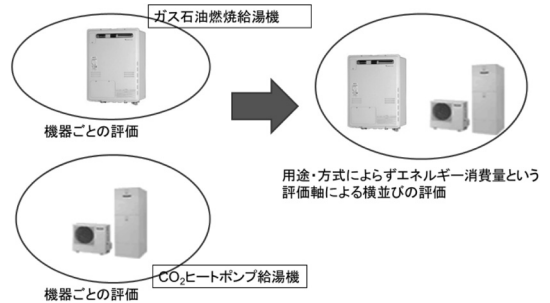 ガス石油燃焼給湯機
機器ごとの評価
用途・方式によらずエネルギー消費量という
評価軸による横並びの評価
CO₂ヒートポンプ給湯機
機器ごとの評価